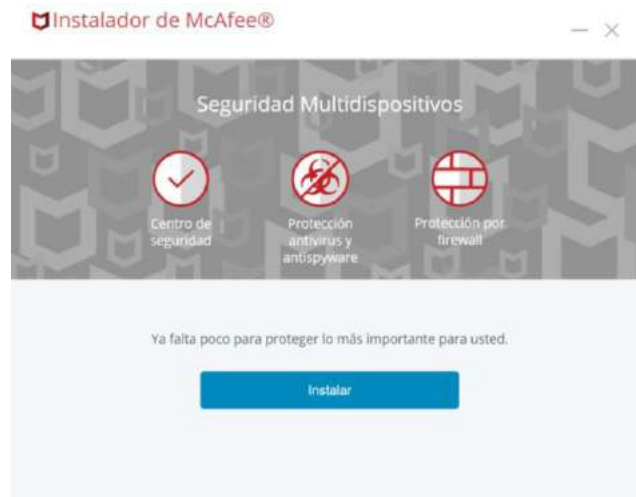 Instalador de McAfee®
Seguridad Multidispositivos
Centro de
seguridad
Protección
antivirus y
antispyware
Protección por
firewall
Ya falta poco para proteger lo más importante para usted.
Instalar